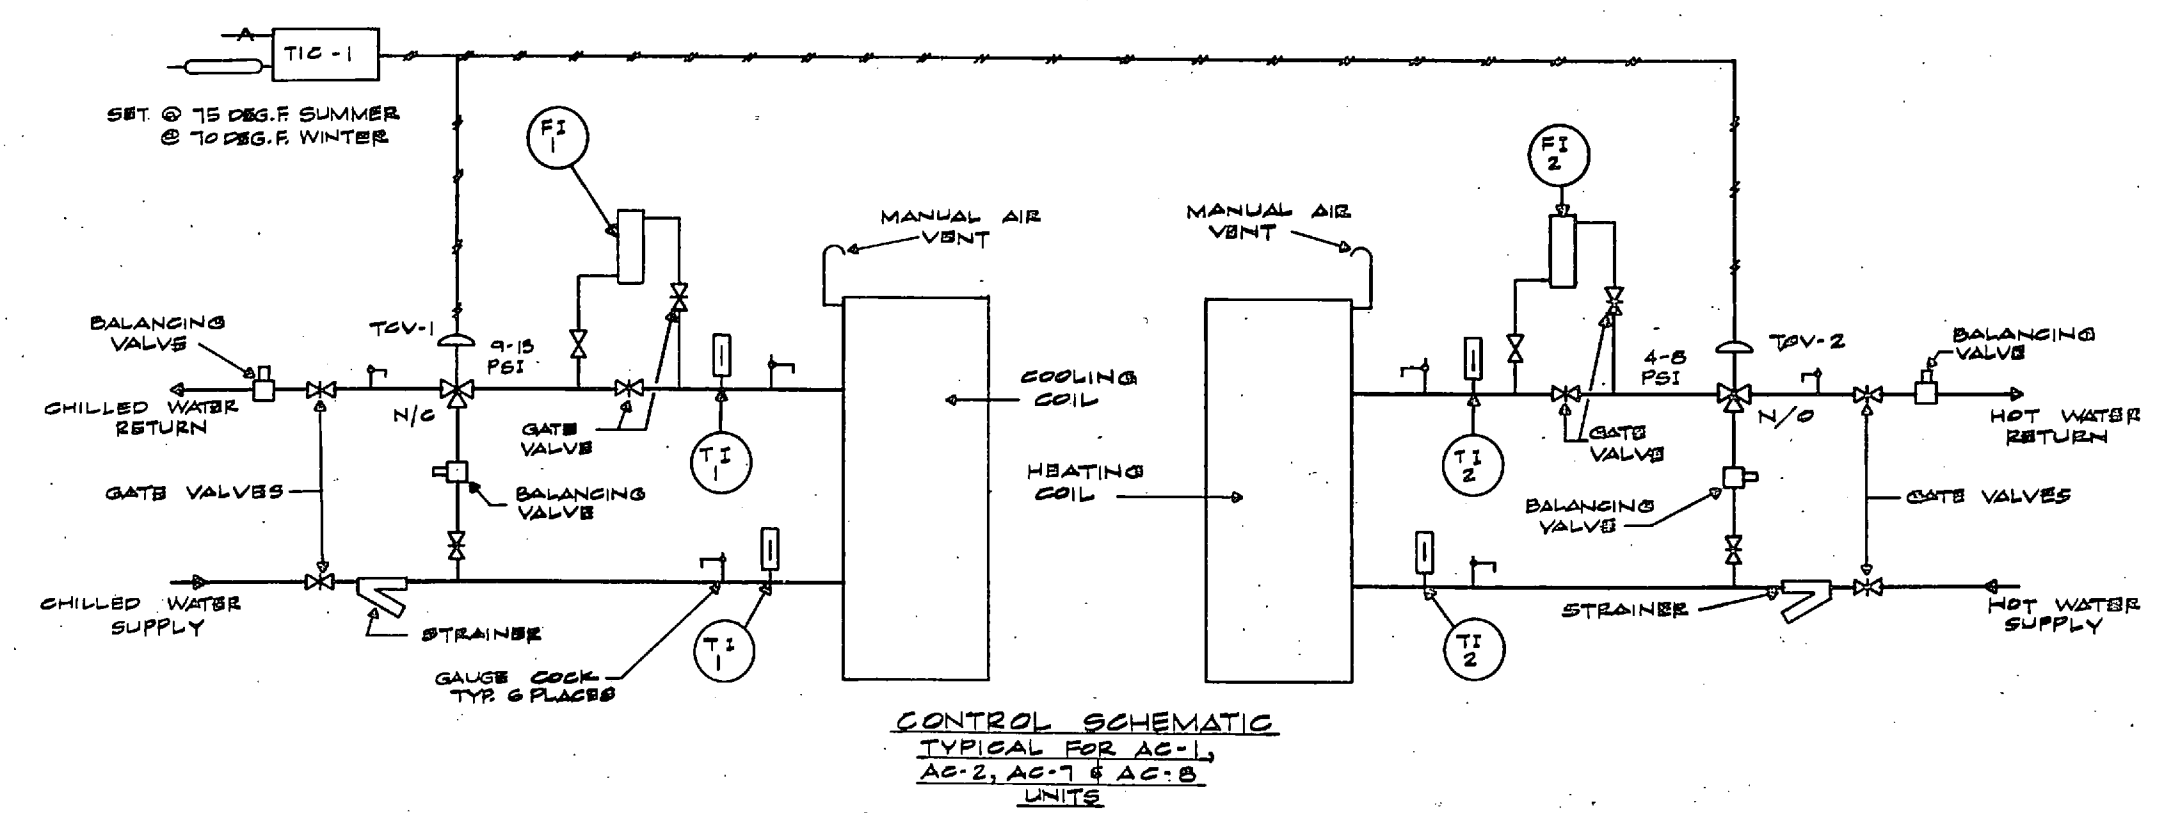 TIC-1
SET @ 75 DEG.F. SUMMER
@ 70 DEG.F. WINTER
FI
1
FI
2
MANUAL AIR
VENT
MANUAL AIR
VENT
BALANCING
VALVE
TCV-1
9-13
PSI
4-8
PSI
TCV-2
BALANCING
VALVE
CHILLED WATER
RETURN
N/C
GATE
VALVE
TI
1
COOLING
COIL
HEATING
COIL
TI
2
GATE
VALVE
N/O
HOT WATER
RETURN
GATE VALVES
BALANCING
VALVE
BALANCING
VALVE
GATE VALVES
CHILLED WATER
SUPPLY
STRAINER
GAUGE COCK
TYP. 6 PLACES
TI
1
TI
2
STRAINER
HOT WATER
SUPPLY
CONTROL SCHEMATIC
TYPICAL FOR AC-1,
AC-2, AC-7 & AC-8
UNITS